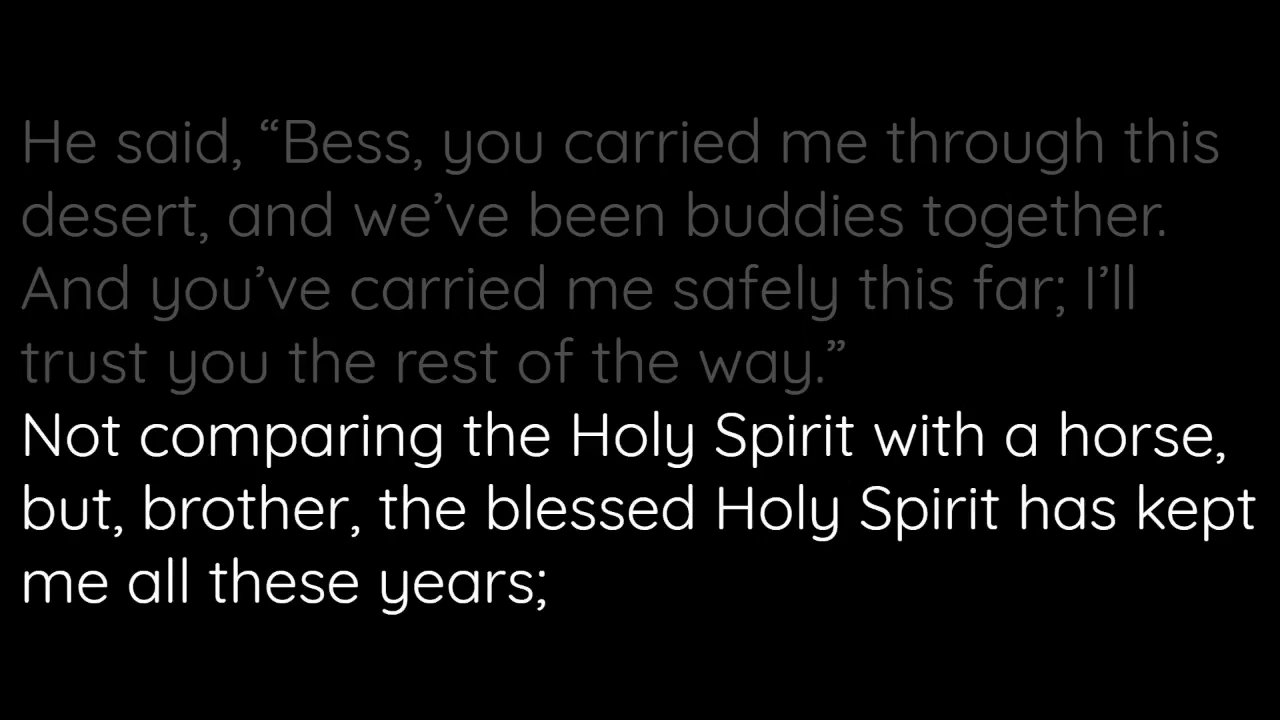 He said, “Bess, you carried me through this
desert, and we’ve been buddies together.
And you’ve carried me safely this far; I’ll
trust you the rest of the way.”
Not comparing the Holy Spirit with a horse,
but, brother, the blessed Holy Spirit has kept
me all these years;